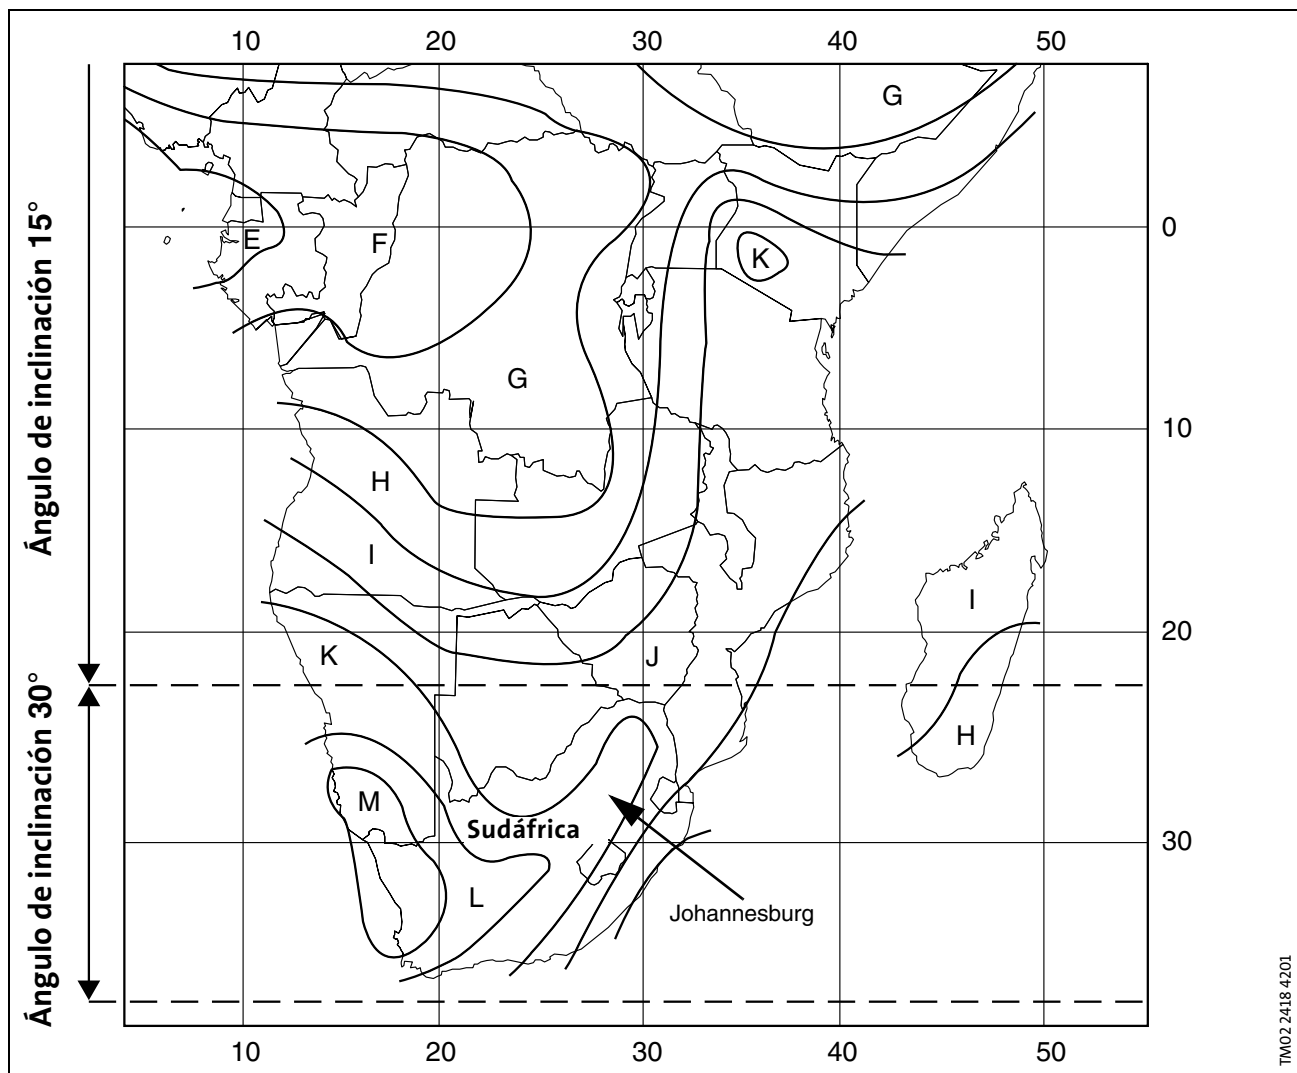 10 20 30 40 50
G
0
E F K
G
10
H
I
I
20
K J
H
M
Sudáfrica
30
L
Johannesburg
10 20 30 40 50
Ángulo de inclinación 15°
Ángulo de inclinación 30°
TM02 2418 4201